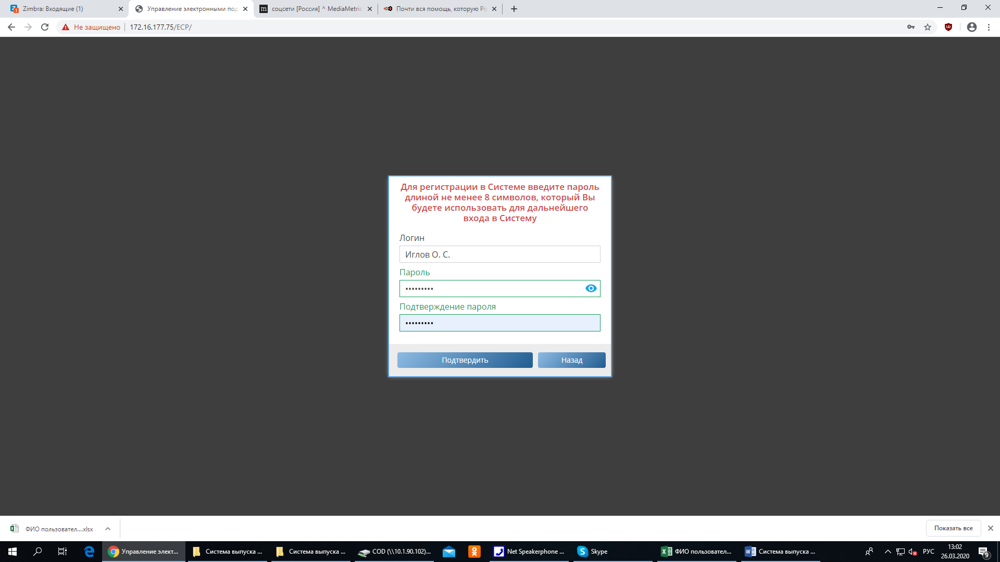 Zimbra: Входящие (1)
Управление электронными под
соцсети [Россия] ^ MediaMetric
Почти вся помощь, которую Ро
Не защищено
172.16.177.75/ECP/
Для регистрации в Системе введите пароль
длиной не менее 8 символов, который Вы
будете использовать для дальнейшего
входа в Систему
Логин
Иглов О. С.
Пароль
•••••••••
Подтверждение пароля
•••••••••
Подтвердить
Назад
ФИО пользовател....xlsx
Показать все
Управление элект...
Система выпуска ...
Система выпуска ...
COD (\\10.1.90.102)...
Net Speakerphone ...
Skype
ФИО пользовател...
Система выпуска ...
РУС
13:02
26.03.2020
9